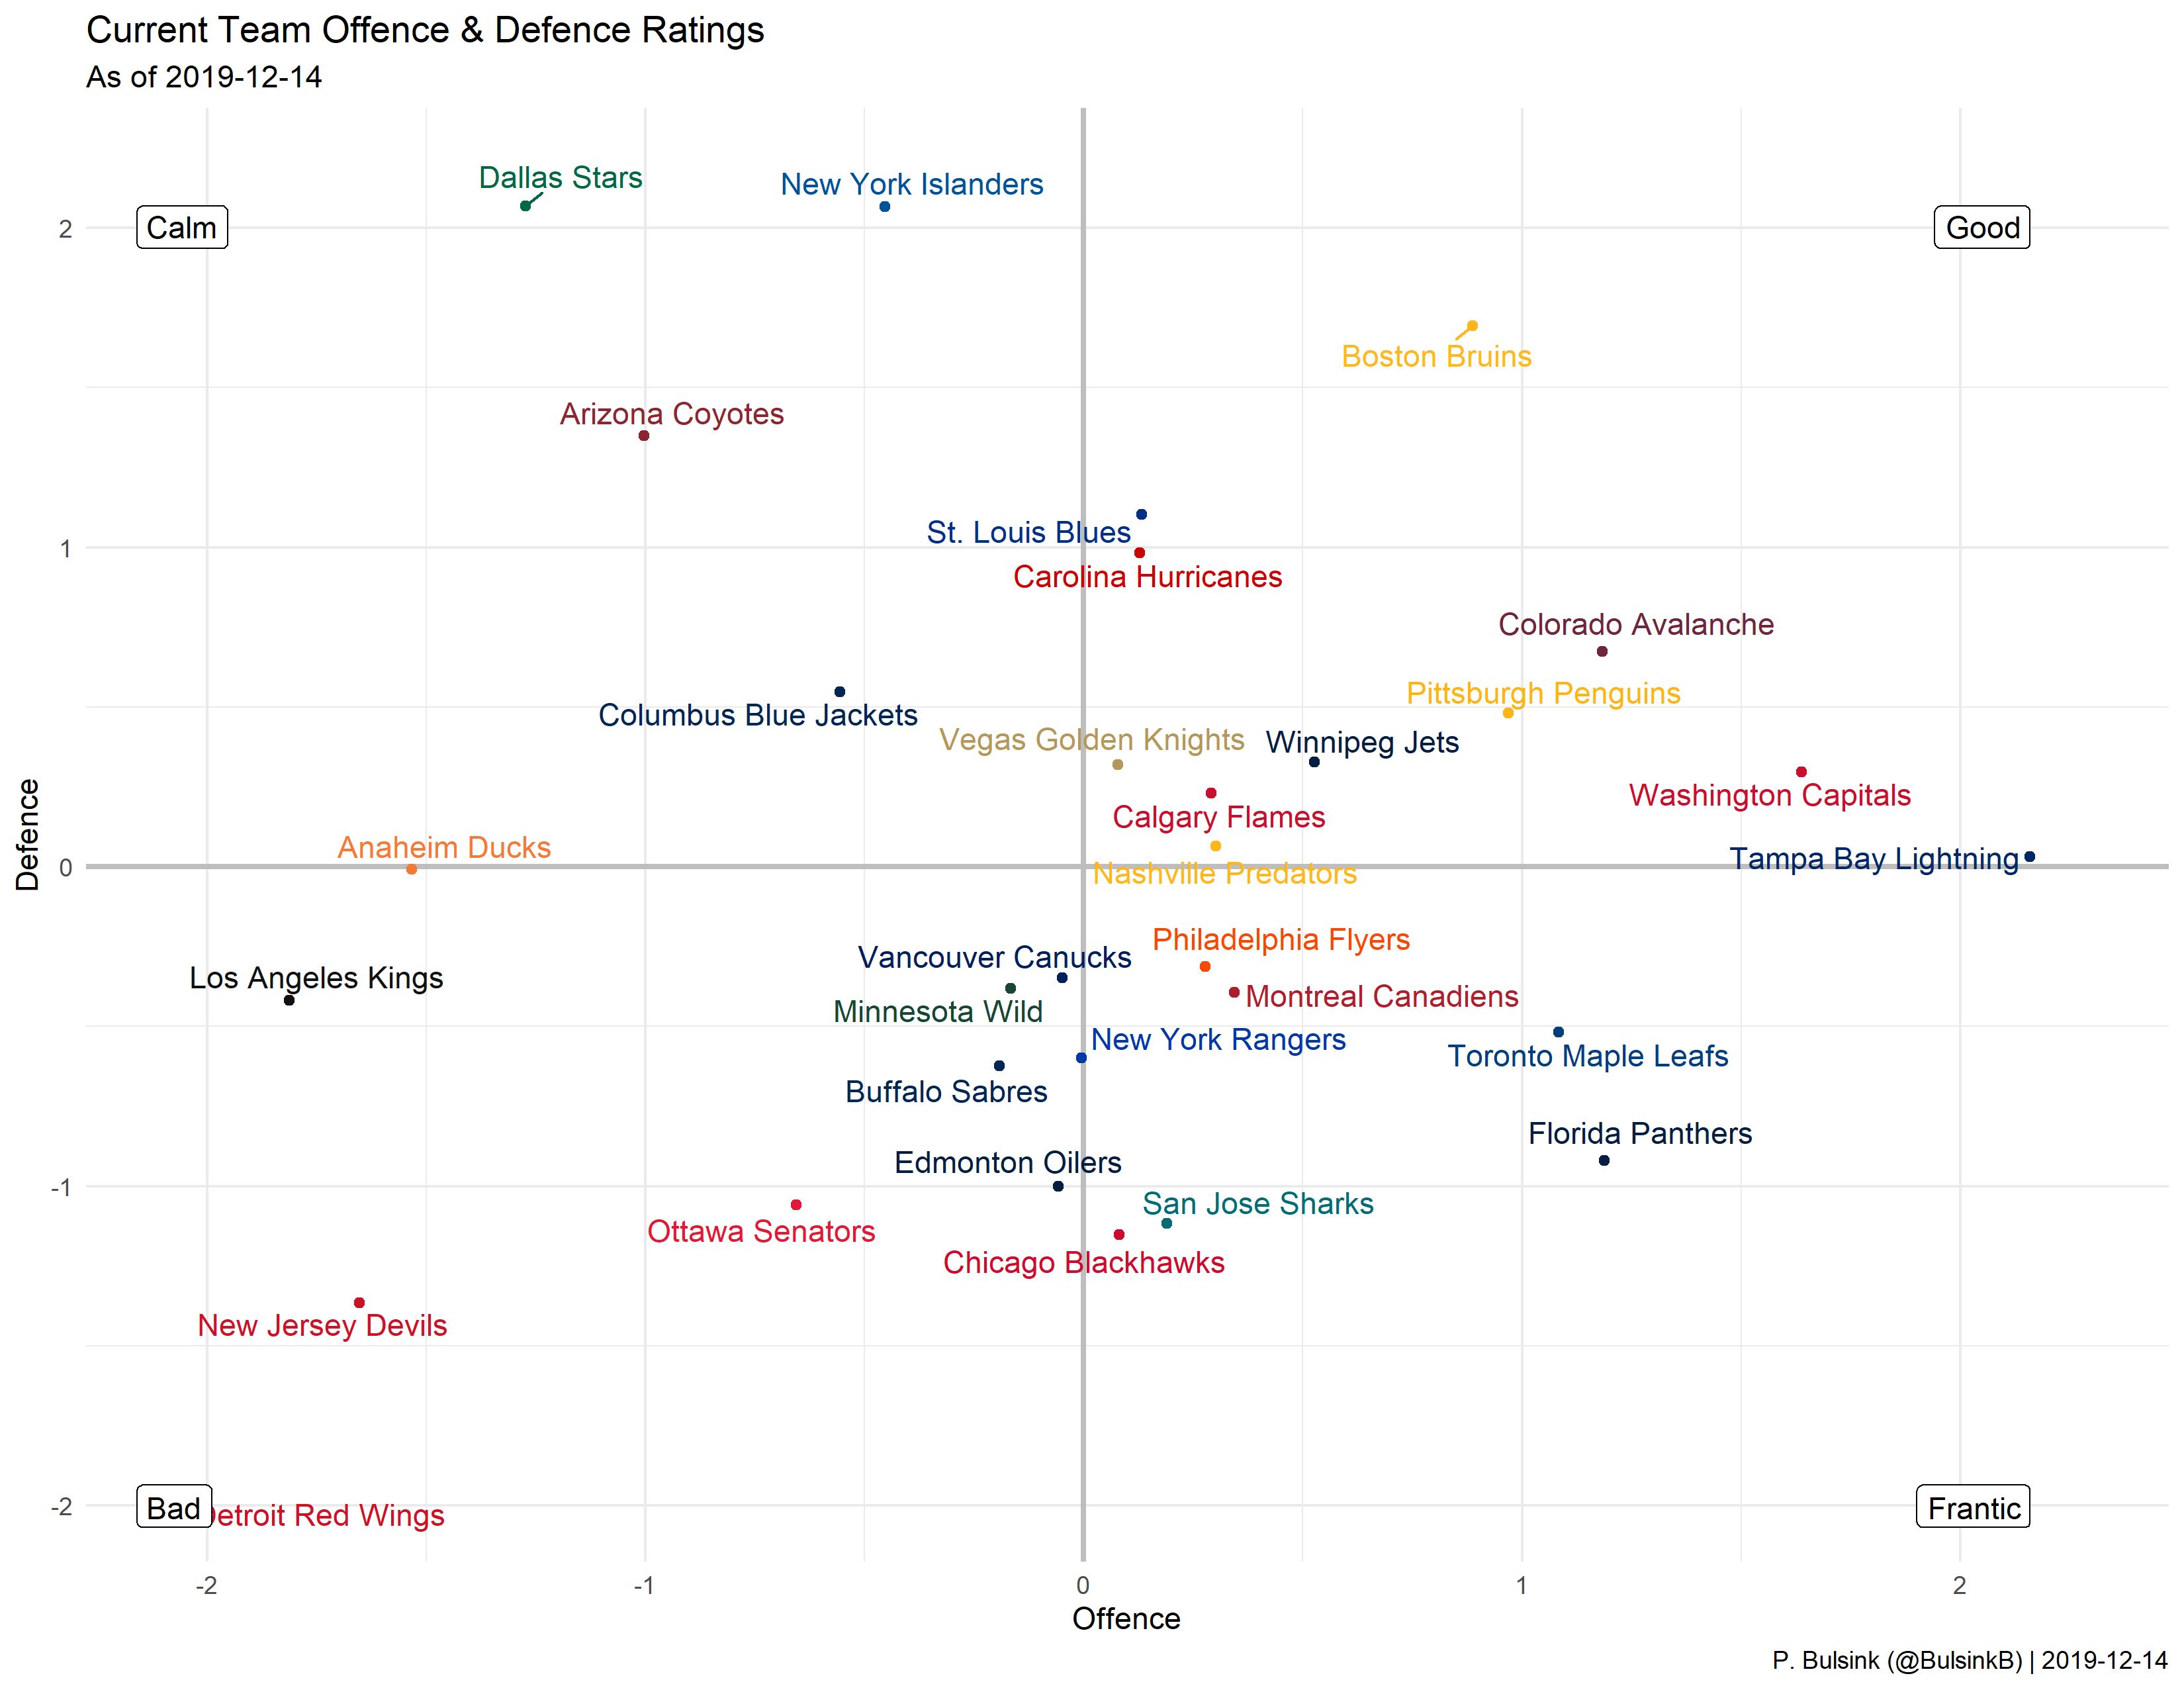 Current Team Offence & Defence Ratings
As of 2019-12-14
Dallas Stars
New York Islanders
Calm
Good
2
Boston Bruins
Arizona Coyotes
St. Louis Blues
1
Carolina Hurricanes
Colorado Avalanche
Pittsburgh Penguins
Columbus Blue Jackets
Vegas Golden Knights
Winnipeg Jets
Washington Capitals
Calgary Flames
Defence
Anaheim Ducks
Tampa Bay Lightning
0
Nashville Predators
Philadelphia Flyers
Vancouver Canucks
Los Angeles Kings
Montreal Canadiens
Minnesota Wild
New York Rangers
Toronto Maple Leafs
Buffalo Sabres
Florida Panthers
Edmonton Oilers
-1
San Jose Sharks
Ottawa Senators
Chicago Blackhawks
New Jersey Devils
-2
Bad
Detroit Red Wings
Frantic
-2
-1
0
1
2
Offence
P. Bulsink (@BulsinkB) | 2019-12-14